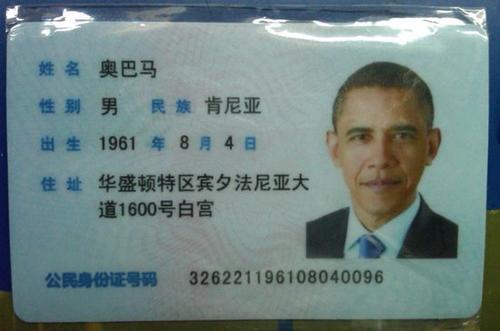 姓名 奥巴马
性别 男 民族 肯尼亚
出生 1961 年 8 月 4 日
住址 华盛顿特区宾夕法尼亚大
道1600号白宫
公民身份证号码 326221196108040096